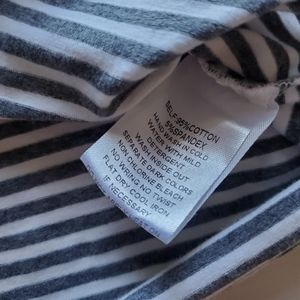 SELF 95%COTTON
5%SPANDEX
HAND WASH IN COLD
WATER WITH MILD
WASH INSIDE OUT
SEPARATE DARK COLORS
NO CHLORINE BLEACH
NO WRING NO TWIST
FLAT DRY COOL IRON
IF NECESSARY